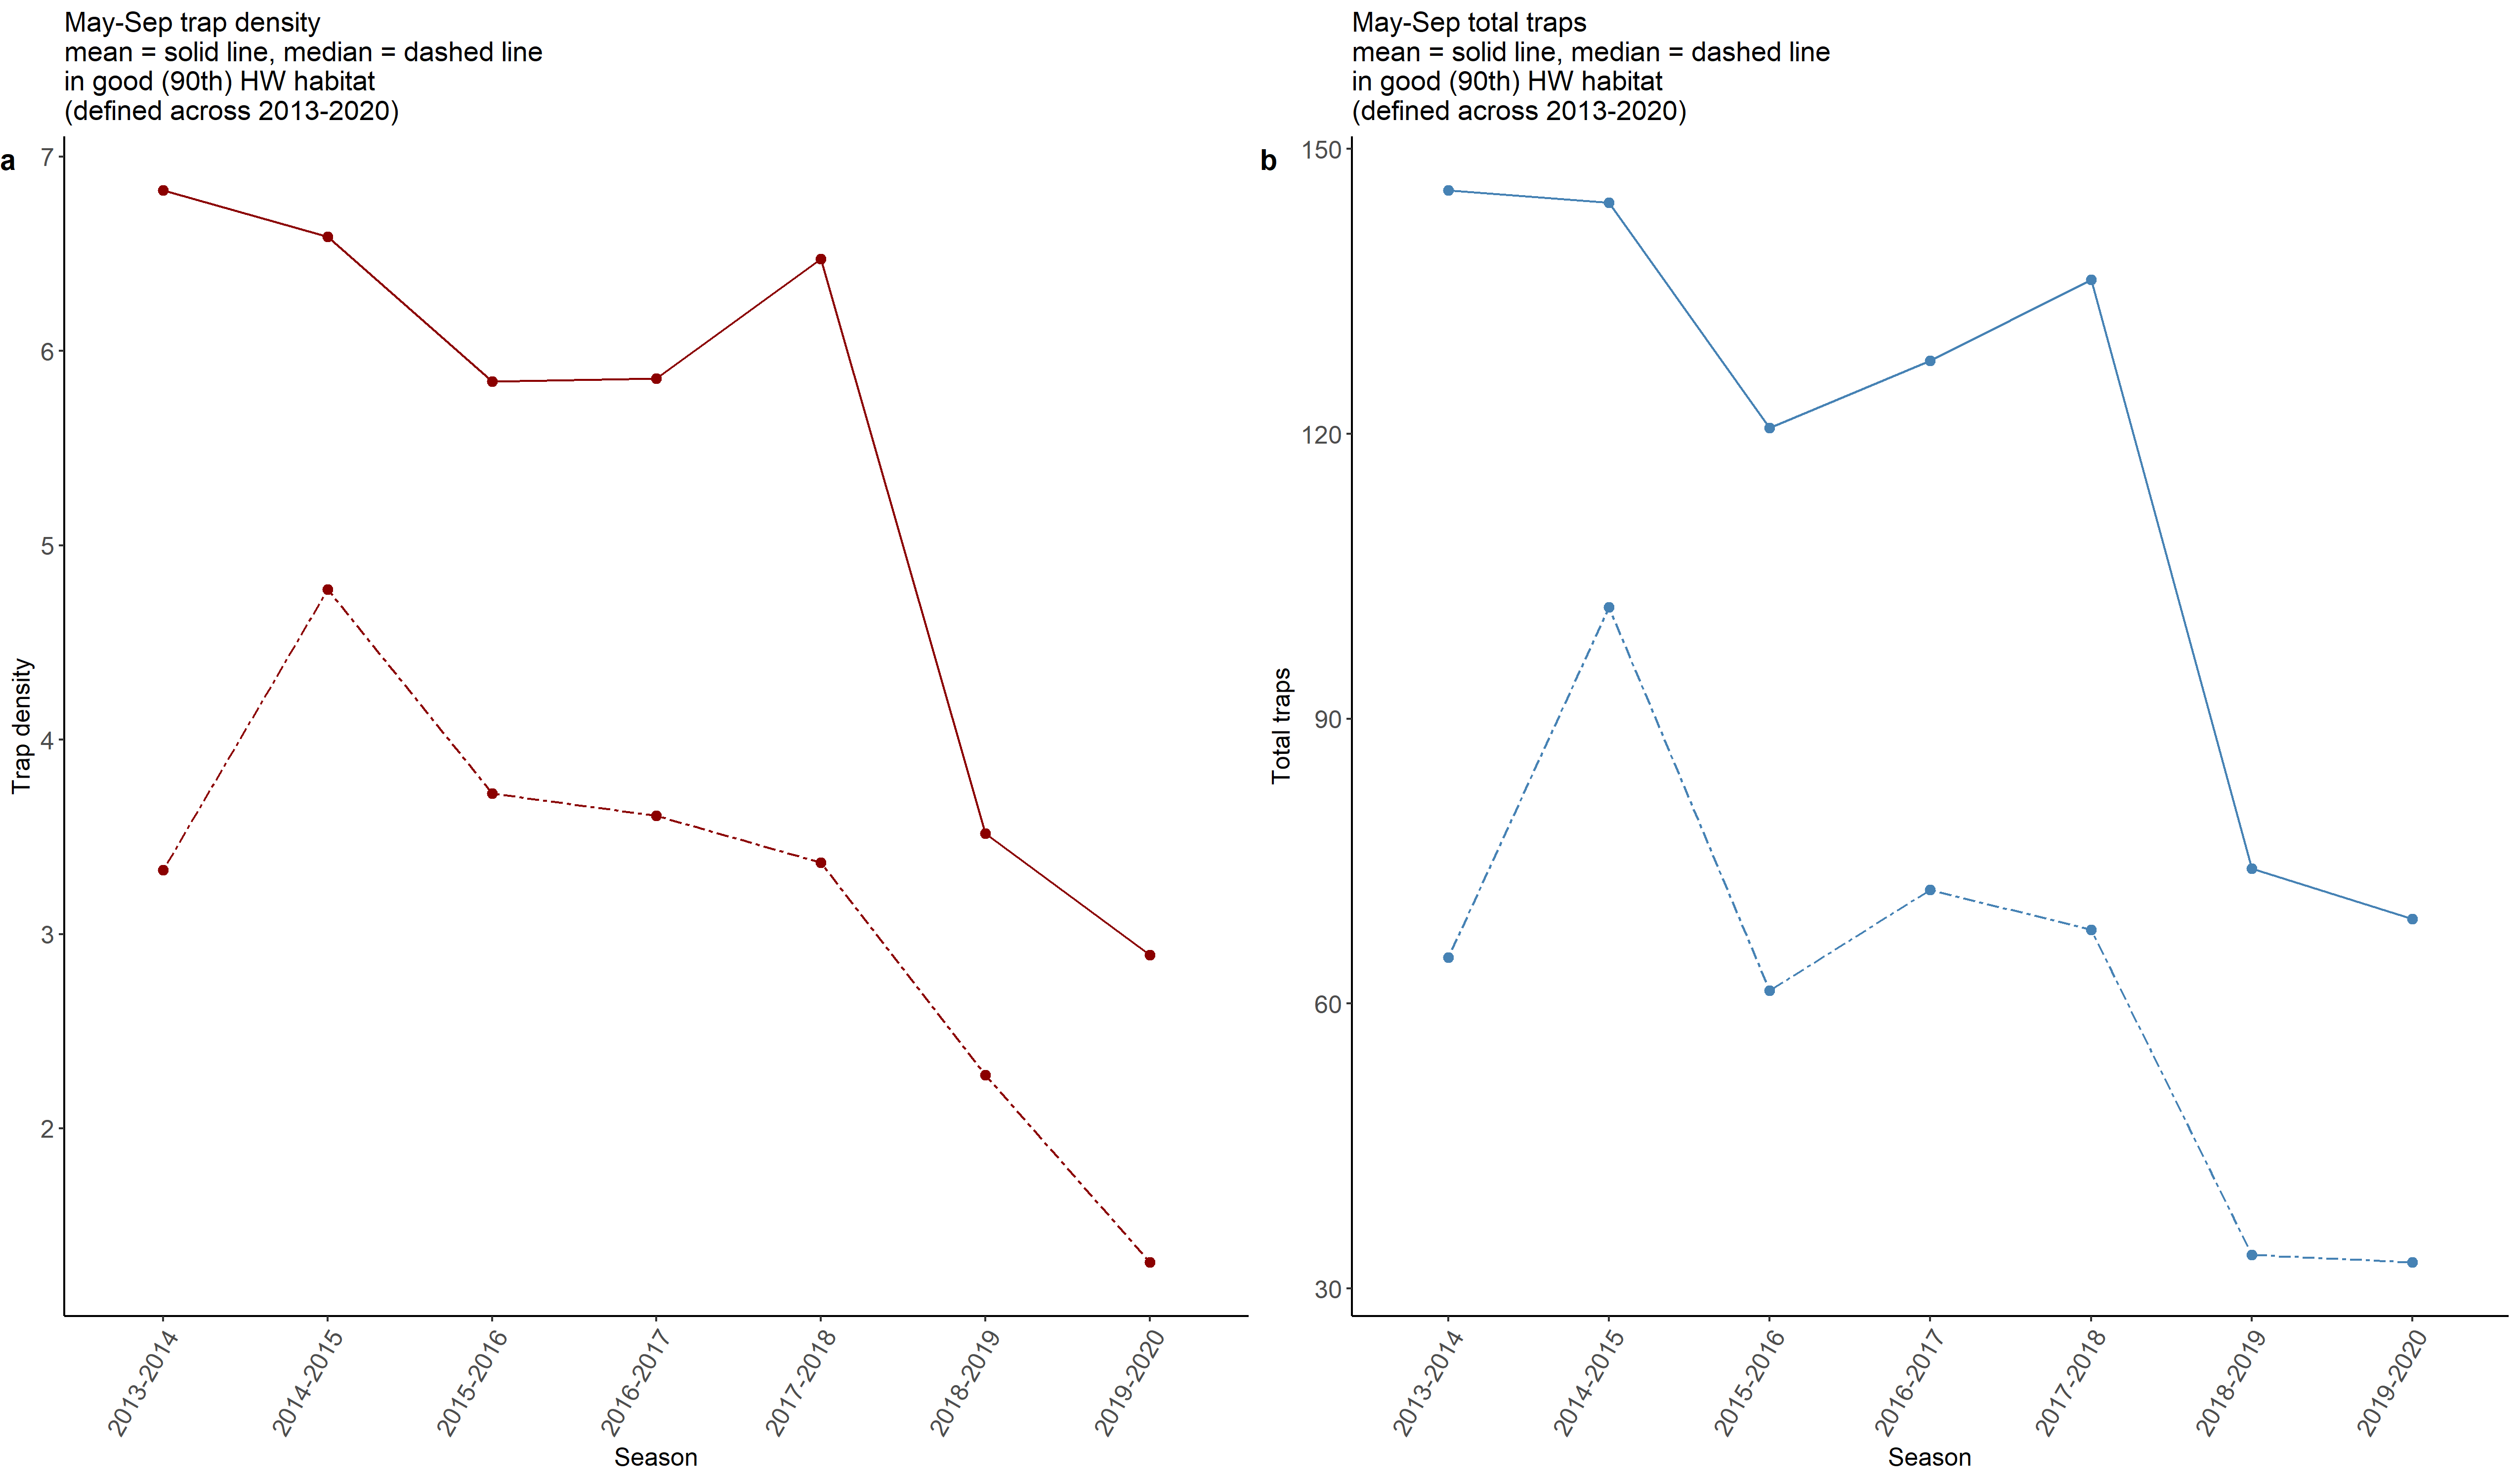 May-Sep trap density
mean = solid line, median = dashed line
in good (90th) HW habitat
(defined across 2013-2020)
a
7
6
5
4
3
2
Trap density
2013-2014
2014-2015
2015-2016
2016-2017
2017-2018
2018-2019
2019-2020
Season
May-Sep total traps
mean = solid line, median = dashed line
in good (90th) HW habitat
(defined across 2013-2020)
b
150
120
90
60
30
Total traps
2013-2014
2014-2015
2015-2016
2016-2017
2017-2018
2018-2019
2019-2020
Season